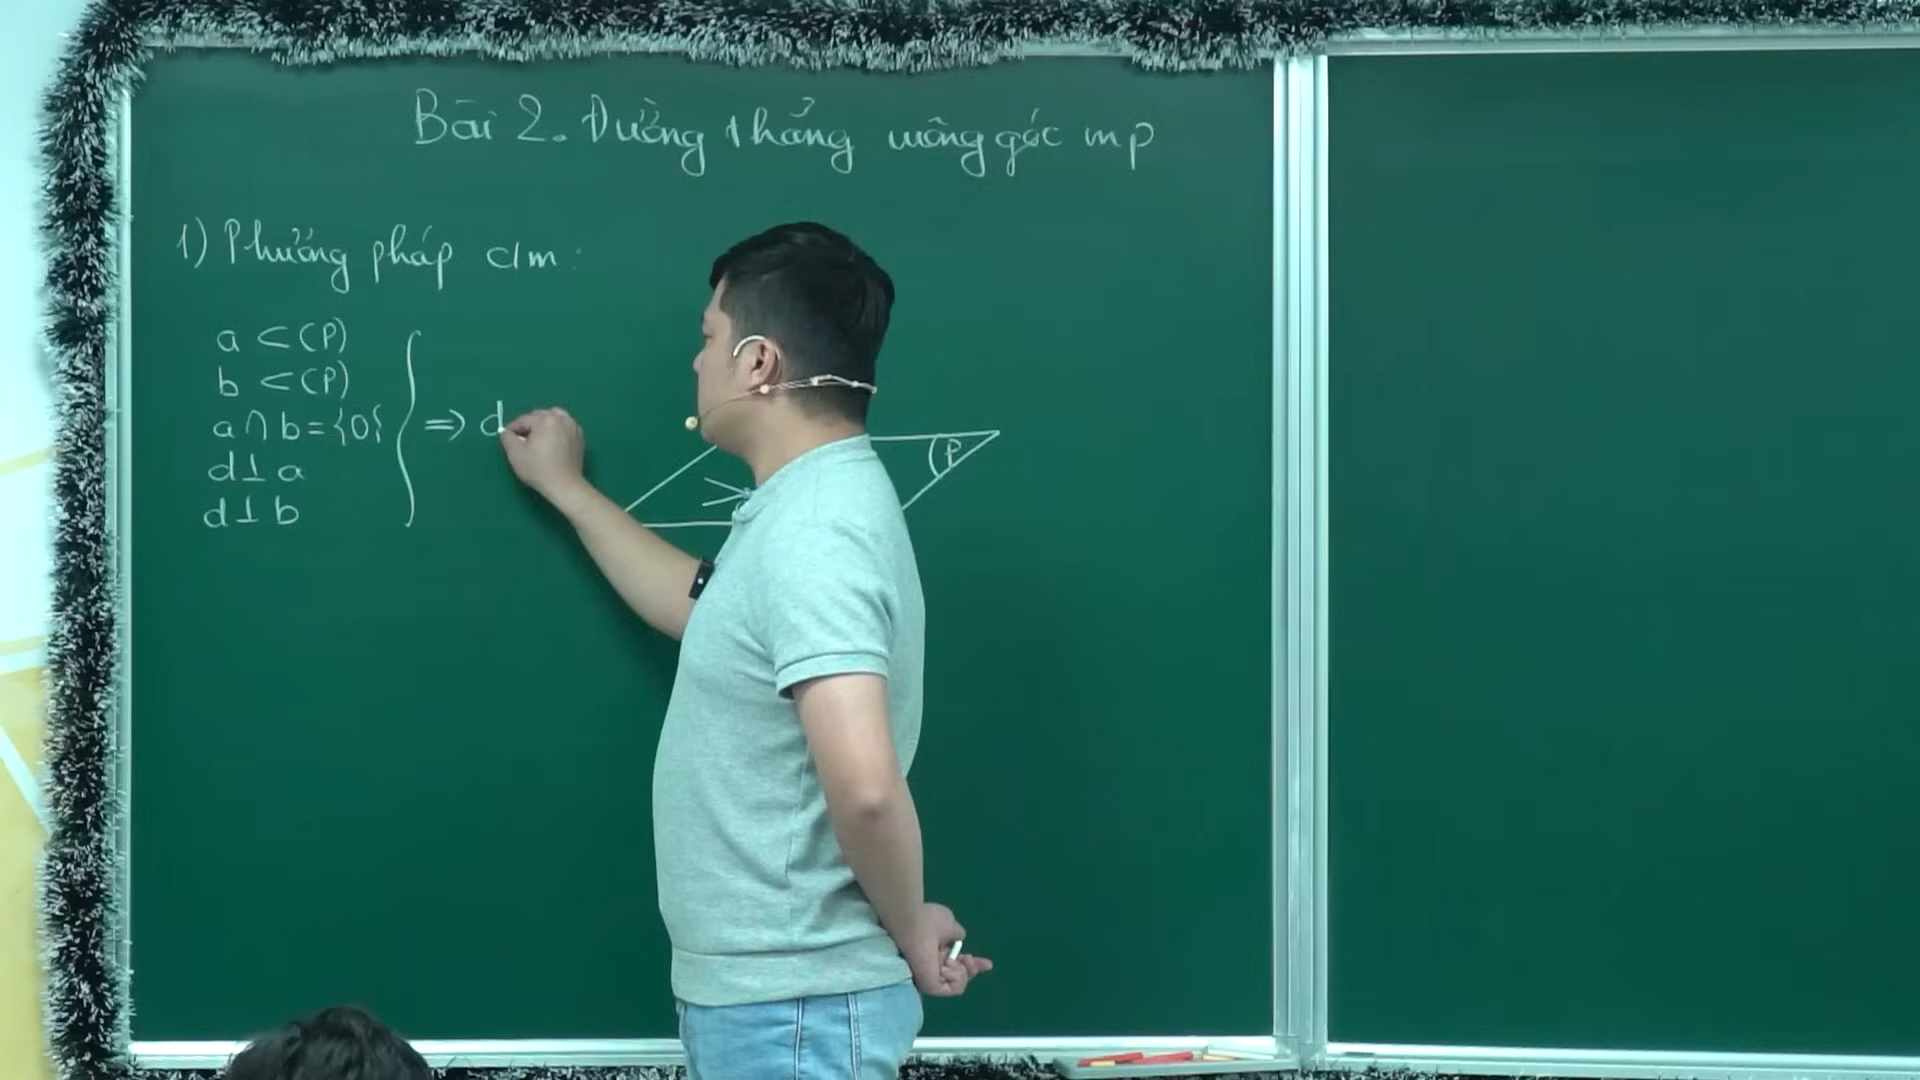 Bài 2. Đường thẳng vuông góc mp
1) Phương pháp c/m:
a ⊂ (P)
b ⊂ (P)
a ∩ b = {O}
d ⊥ a
d ⊥ b
⇒ d
P